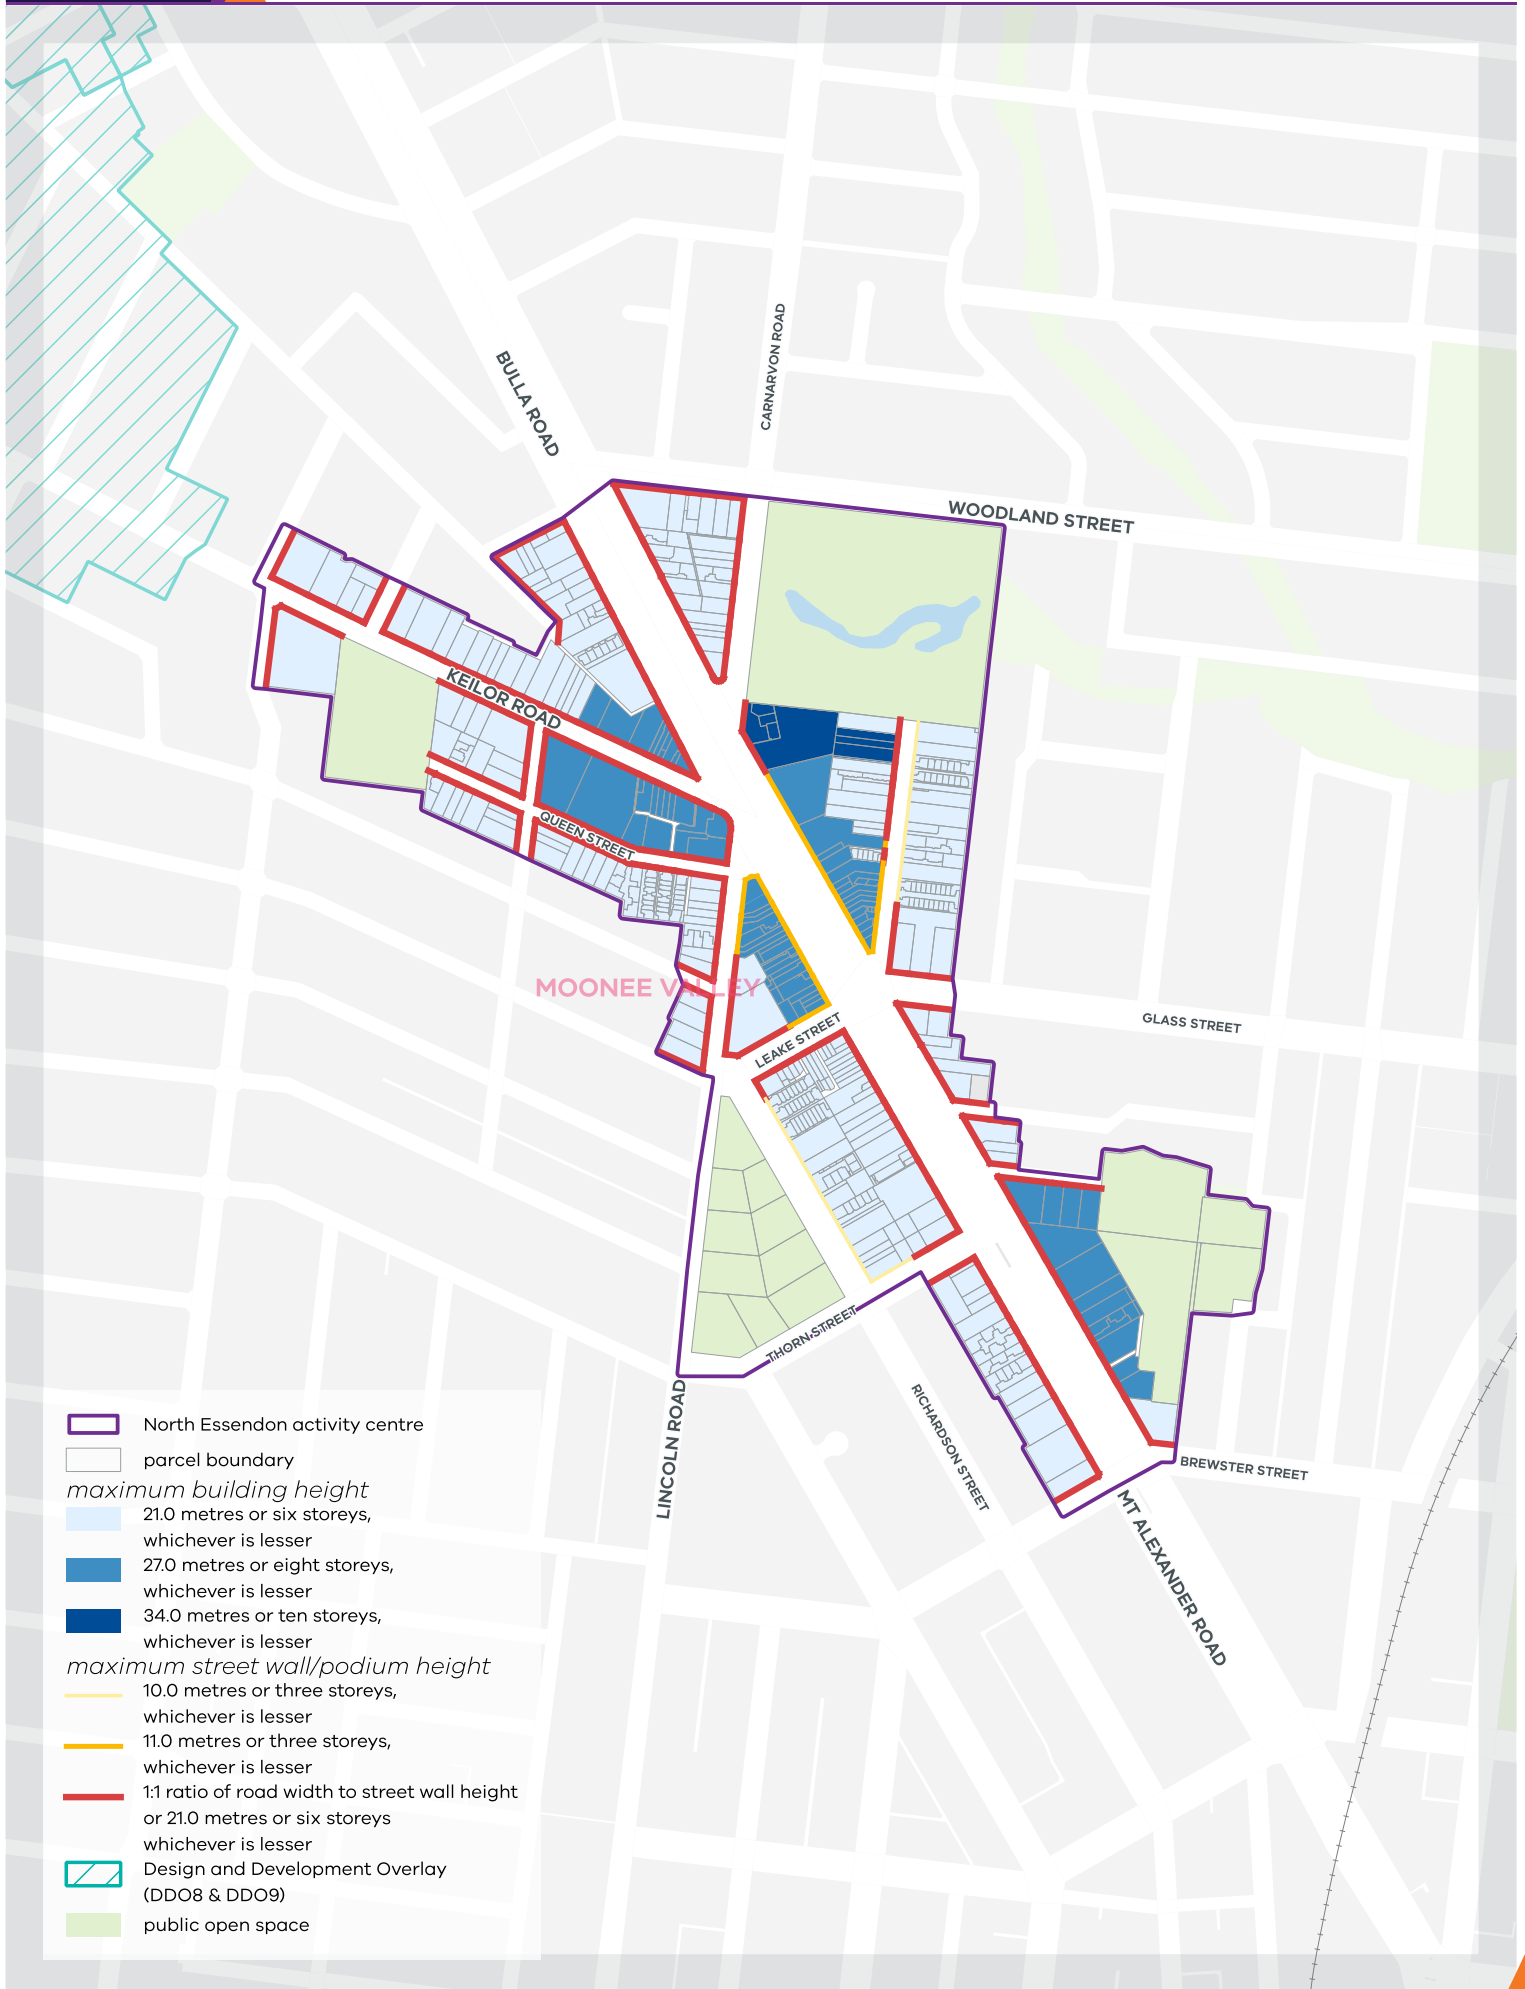 BULLA ROAD
CARNARVON ROAD
WOODLAND STREET
KEILOR ROAD
QUEEN STREET
MOONEE VALLEY
LEAKE STREET
GLASS STREET
THORN STREET
LINCOLN ROAD
RICHARDSON STREET
BREWSTER STREET
MT ALEXANDER ROAD
North Essendon activity centre
parcel boundary
maximum building height
21.0 metres or six storeys,
whichever is lesser
27.0 metres or eight storeys,
whichever is lesser
34.0 metres or ten storeys,
whichever is lesser
maximum street wall/podium height
10.0 metres or three storeys,
whichever is lesser
11.0 metres or three storeys,
whichever is lesser
1:1 ratio of road width to street wall height
or 21.0 metres or six storeys
whichever is lesser
Design and Development Overlay
(DDO8 & DDO9)
public open space